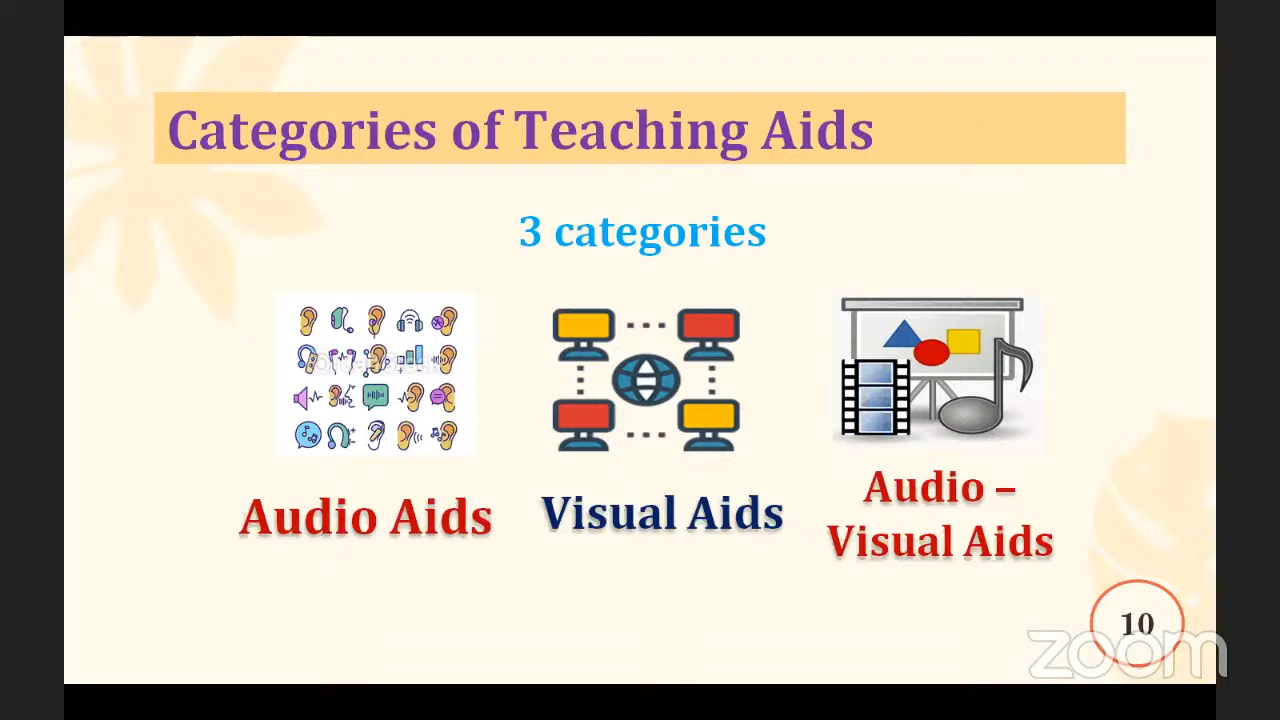 Categories of Teaching Aids
3 categories
Audio Aids
Visual Aids
Audio –
Visual Aids
10
zoom